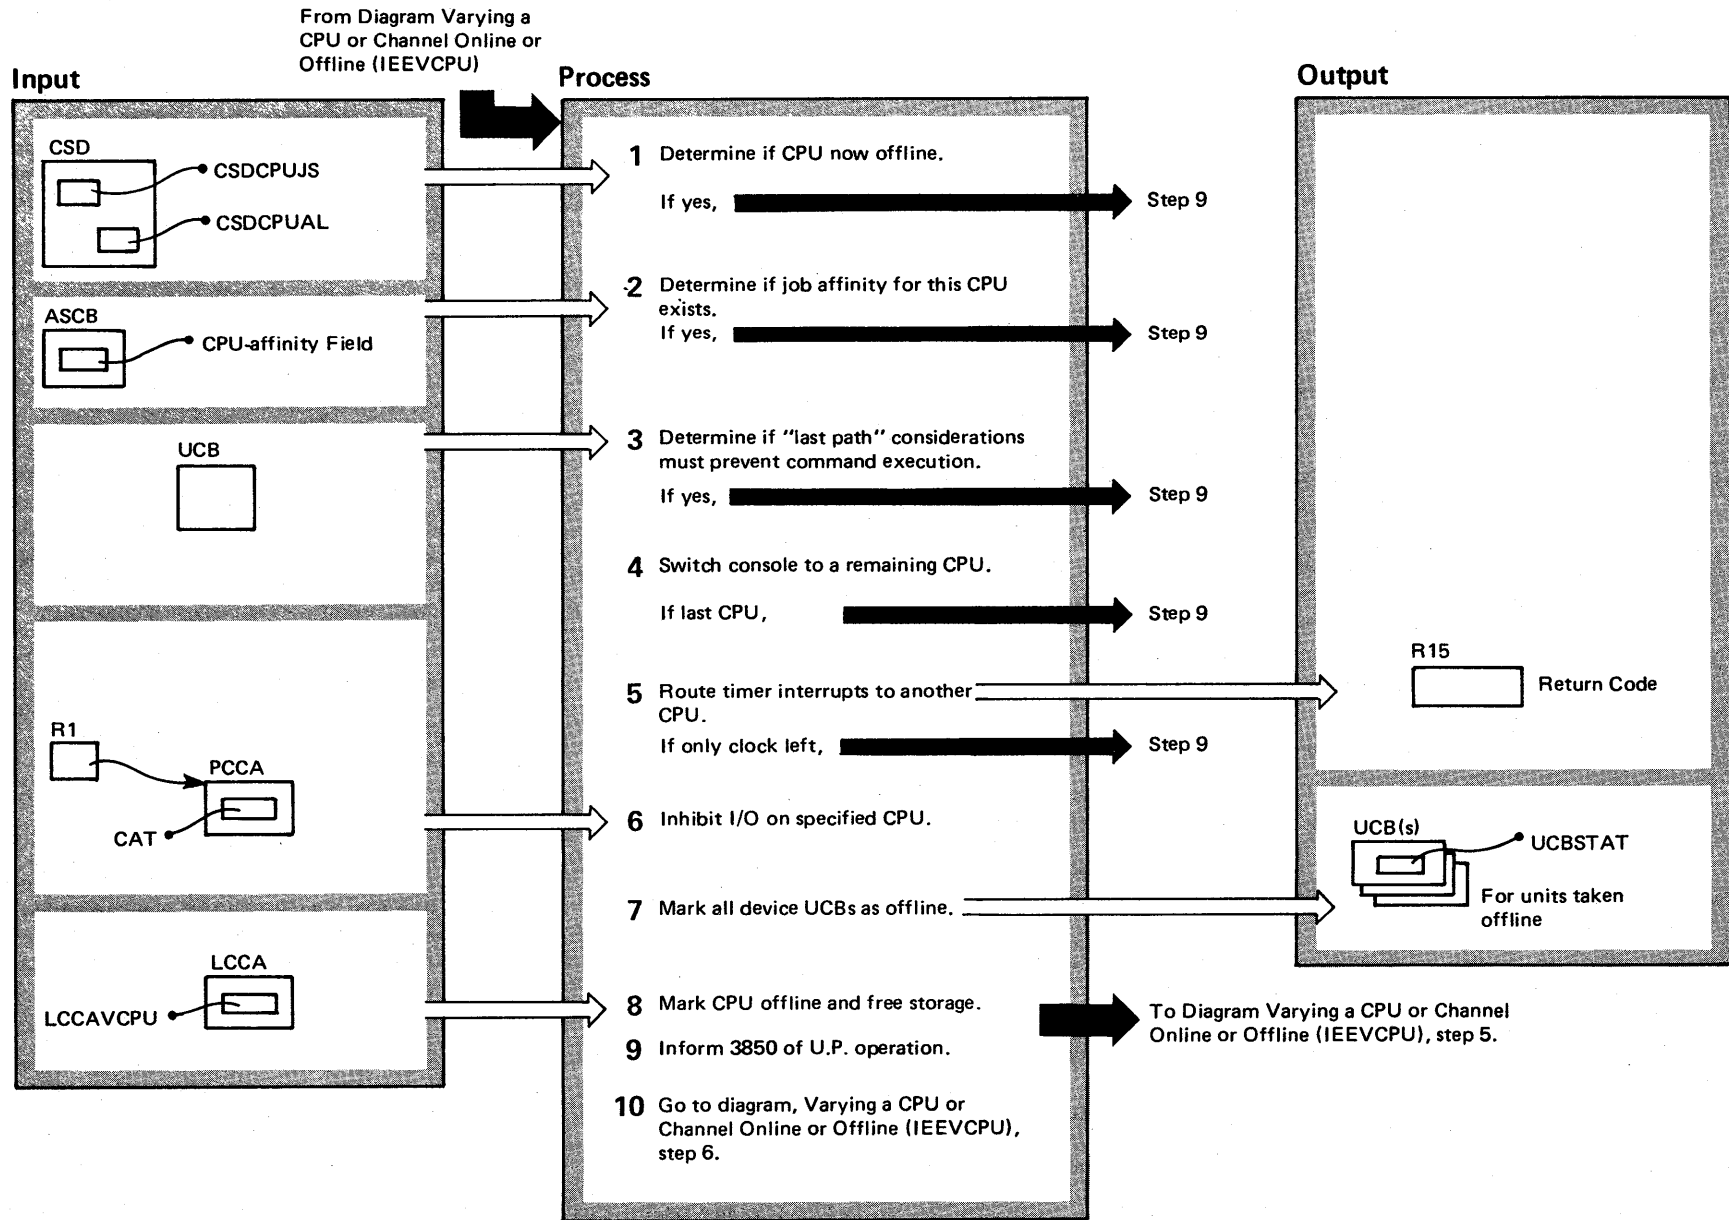 From Diagram Varying a
CPU or Channel Online or
Offline (IEEVCPU)
Input
Process
Output
CSD
CSDCPUJS
CSDCPUAL
ASCB
CPU-affinity Field
UCB
R1
PCCA
CAT
LCCA
LCCAVCPU
1 Determine if CPU now offline.
If yes,
Step 9
2 Determine if job affinity for this CPU
exists.
If yes,
Step 9
3 Determine if "last path" considerations
must prevent command execution.
If yes,
Step 9
4 Switch console to a remaining CPU.
If last CPU,
Step 9
5 Route timer interrupts to another
CPU.
If only clock left,
Step 9
6 Inhibit I/O on specified CPU.
7 Mark all device UCBs as offline.
8 Mark CPU offline and free storage.
To Diagram Varying a CPU or Channel
Online or Offline (IEEVCPU), step 5.
9 Inform 3850 of U.P. operation.
10 Go to diagram, Varying a CPU or
Channel Online or Offline (IEEVCPU),
step 6.
R15
Return Code
UCB(s)
UCBSTAT
For units taken
offline